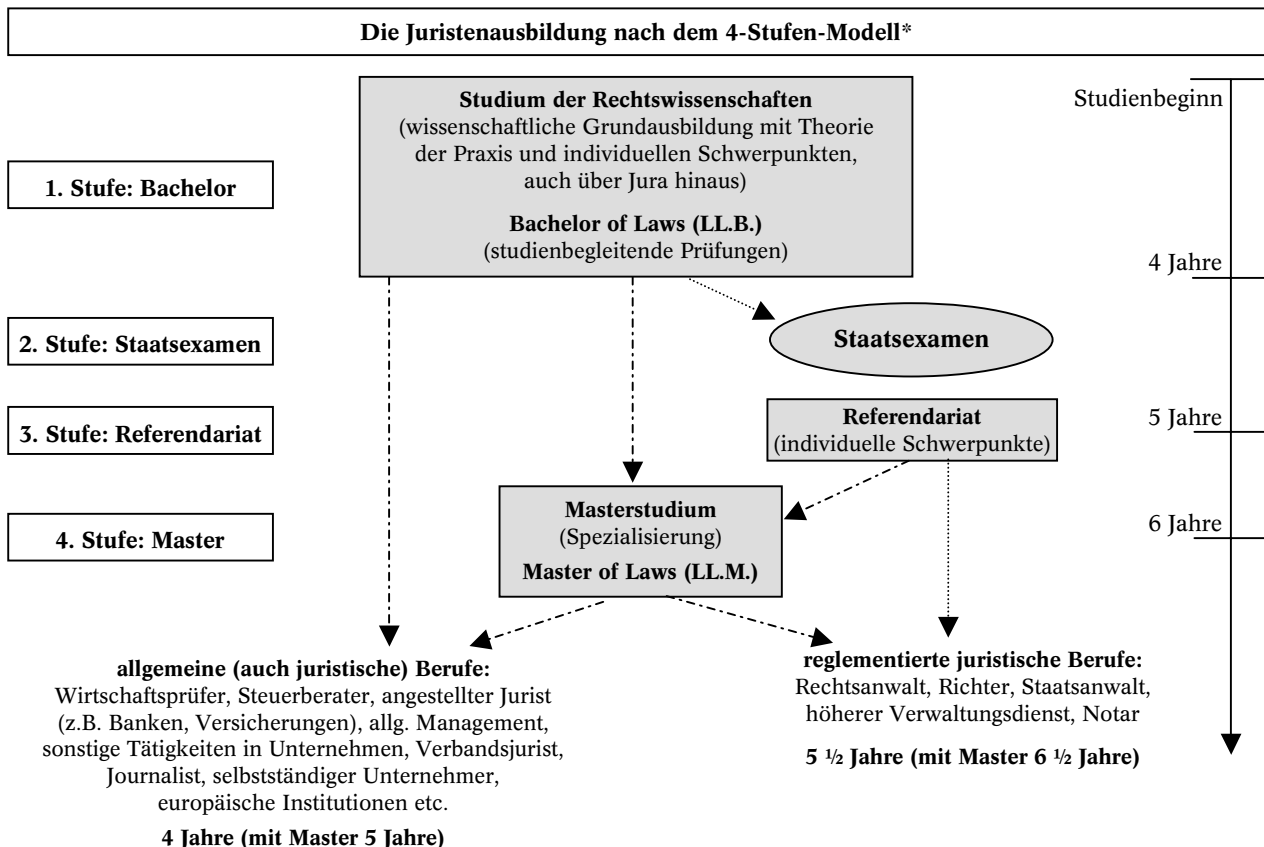 Die Juristenausbildung nach dem 4-Stufen-Modell*
Studium der Rechtswissenschaften
(wissenschaftliche Grundausbildung mit Theorie
der Praxis und individuellen Schwerpunkten,
auch über Jura hinaus)
Bachelor of Laws (LL.B.)
(studienbegleitende Prüfungen)
Studienbeginn
1. Stufe: Bachelor
4 Jahre
2. Stufe: Staatsexamen
Staatsexamen
3. Stufe: Referendariat
Referendariat
(individuelle Schwerpunkte)
5 Jahre
4. Stufe: Master
Masterstudium
(Spezialisierung)
Master of Laws (LL.M.)
6 Jahre
allgemeine (auch juristische) Berufe:
Wirtschaftsprüfer, Steuerberater, angestellter Jurist
(z.B. Banken, Versicherungen), allg. Management,
sonstige Tätigkeiten in Unternehmen, Verbandsjurist,
Journalist, selbstständiger Unternehmer,
europäische Institutionen etc.
4 Jahre (mit Master 5 Jahre)
reglementierte juristische Berufe:
Rechtsanwalt, Richter, Staatsanwalt,
höherer Verwaltungsdienst, Notar
5 ½ Jahre (mit Master 6 ½ Jahre)